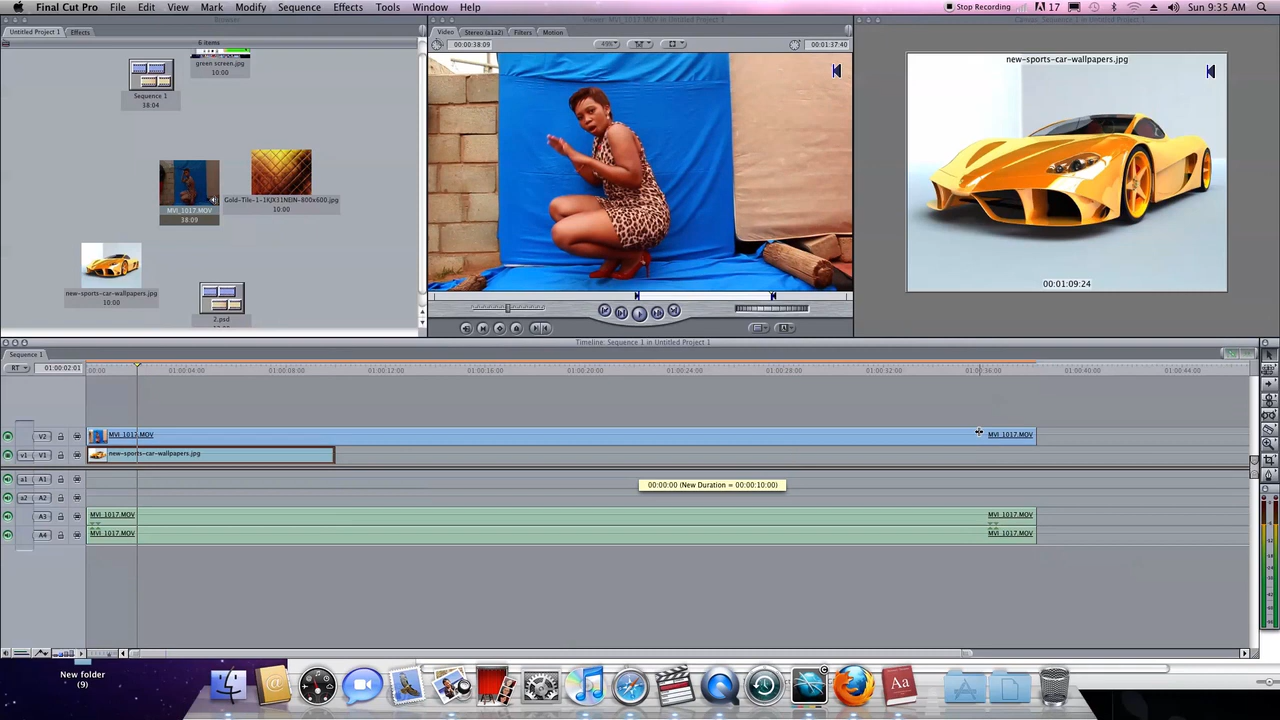 Final Cut Pro File Edit View Mark Modify Sequence Effects Tools Window Help
Stop Recording 17 Sun 9:35 AM
Browser
Viewer: MVI_1017.MOV in Untitled Project 1
Canvas: Sequence 1 in Untitled Project 1
Untitled Project 1 Effects
Video Stereo (a1a2) Filters Motion
6 items
00:00:38:09
49%
00:01:37:40
green screen.jpg
10:00
Sequence 1
38:04
MVI_1017.MOV
38:09
Gold-Tile-1-1KJX31NEIN-800x600.jpg
10:00
new-sports-car-wallpapers.jpg
10:00
2.psd
new-sports-car-wallpapers.jpg
00:01:09:24
Timeline: Sequence 1 in Untitled Project 1
Sequence 1
RT
01:00:02:01
00:00 01:00:04:00 01:00:08:00 01:00:12:00 01:00:16:00 01:00:20:00 01:00:24:00 01:00:28:00 01:00:32:00 01:00:36:00 01:00:40:00 01:00:44:00
V2 MVI_1017.MOV MVI_1017.MOV
v1 V1 new-sports-car-wallpapers.jpg
a1 A1
00:00:00 (New Duration = 00:00:10:00)
a2 A2
A3 MVI_1017.MOV MVI_1017.MOV
A4 MVI_1017.MOV MVI_1017.MOV
New folder
(9)
Aa